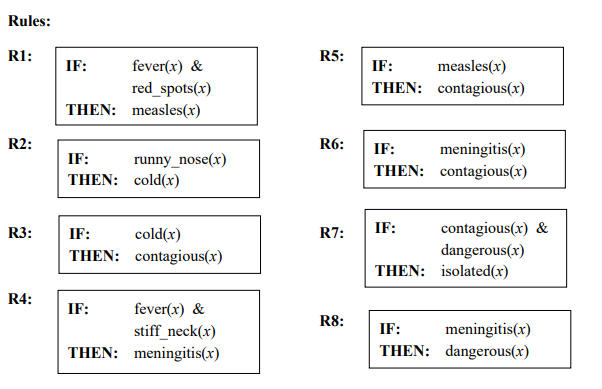 Rules:
R1:
IF: fever(x) &
red_spots(x)
THEN: measles(x)
R2:
IF: runny_nose(x)
THEN: cold(x)
R3:
IF: cold(x)
THEN: contagious(x)
R4:
IF: fever(x) &
stiff_neck(x)
THEN: meningitis(x)
R5:
IF: measles(x)
THEN: contagious(x)
R6:
IF: meningitis(x)
THEN: contagious(x)
R7:
IF: contagious(x) &
dangerous(x)
THEN: isolated(x)
R8:
IF: meningitis(x)
THEN: dangerous(x)